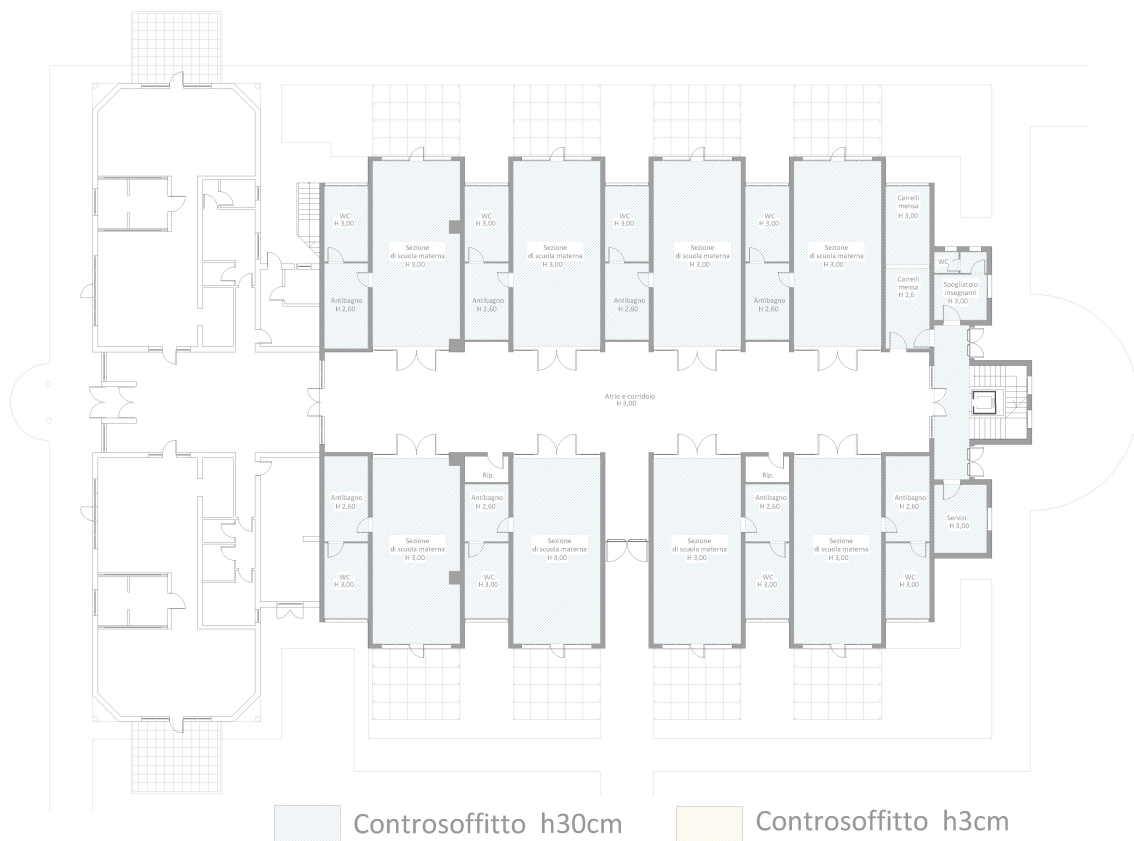 Carrelli
mensa
H 3,00
WC
H 3,00
WC
H 3,00
WC
H 3,00
WC
H 3,00
Sezione
di scuola materna
H 3,00
Sezione
di scuola materna
H 3,00
Sezione
di scuola materna
H 3,00
Sezione
di scuola materna
H 3,00
WC
Carrelli
mensa
H 2,6
Spogliatoio
insegnanti
H 3,00
Antibagno
H 2,60
Antibagno
H 2,60
Antibagno
H 2,60
Antibagno
H 2,60
Atrio e corridoio
H 3,00
Rip.
Rip.
Antibagno
H 2,60
Antibagno
H 2,60
Antibagno
H 2,60
Antibagno
H 2,60
Servizi
H 3,00
Sezione
di scuola materna
H 3,00
Sezione
di scuola materna
H 3,00
Sezione
di scuola materna
H 3,00
Sezione
di scuola materna
H 3,00
WC
H 3,00
WC
H 3,00
WC
H 3,00
WC
H 3,00
Controsoffitto h30cm
Controsoffitto h3cm